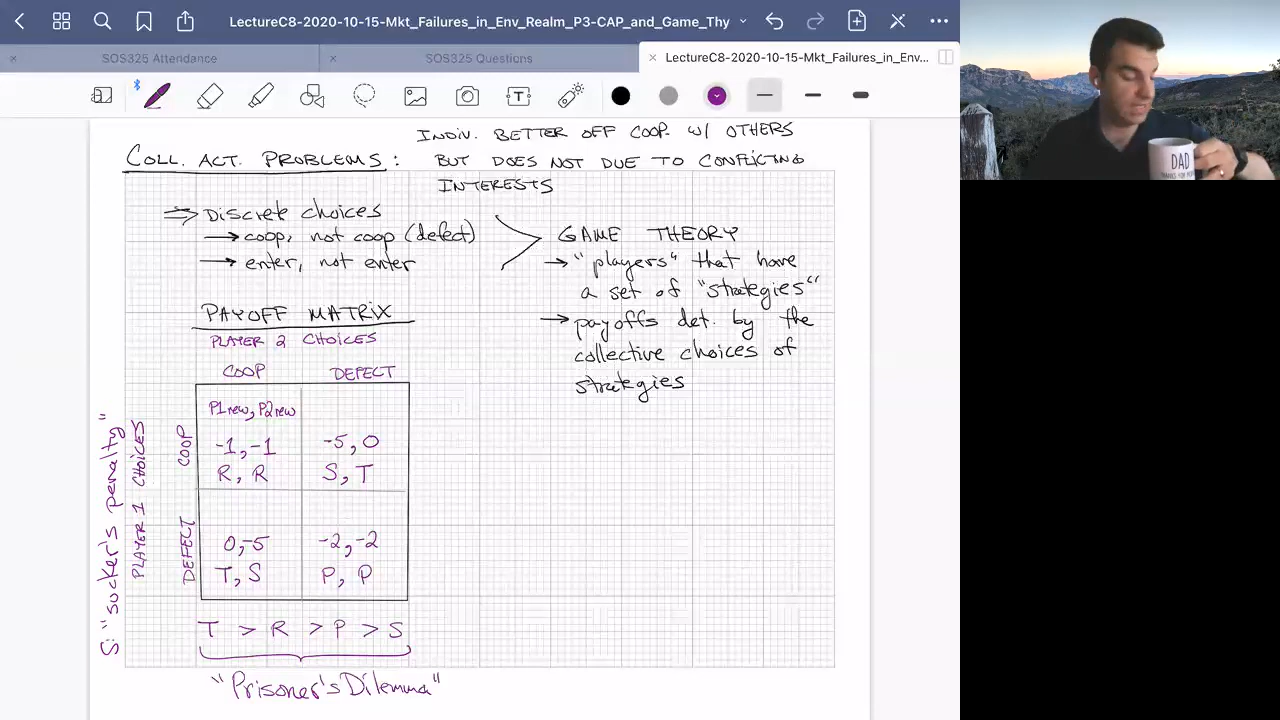 LectureC8-2020-10-15-Mkt_Failures_in_Env_Realm_P3-CAP_and_Game_Thy
SOS325 Attendance
SOS325 Questions
LectureC8-2020-10-15-Mkt_Failures_in_Env...
COLL. ACT. PROBLEMS: INDIV. BETTER OFF COOP. W/ OTHERS
BUT DOES NOT DUE TO CONFLICTING
INTERESTS
⇒ Discrete choices
→ coop, not coop (defect)
→ enter, not enter
GAME THEORY
→ "players" that have
a set of "strategies"
→ payoffs det. by the
collective choices of
strategies
PAYOFF MATRIX
PLAYER 2 CHOICES
COOP DEFECT
PLAYER 1 CHOICES
COOP
P1rew, P2rew
-1, -1 -5, 0
R, R S, T
DEFECT
0, -5 -2, -2
T, S P, P
T > R > P > S
"Prisoner's Dilemma"
S: "sucker's penalty"
DAD